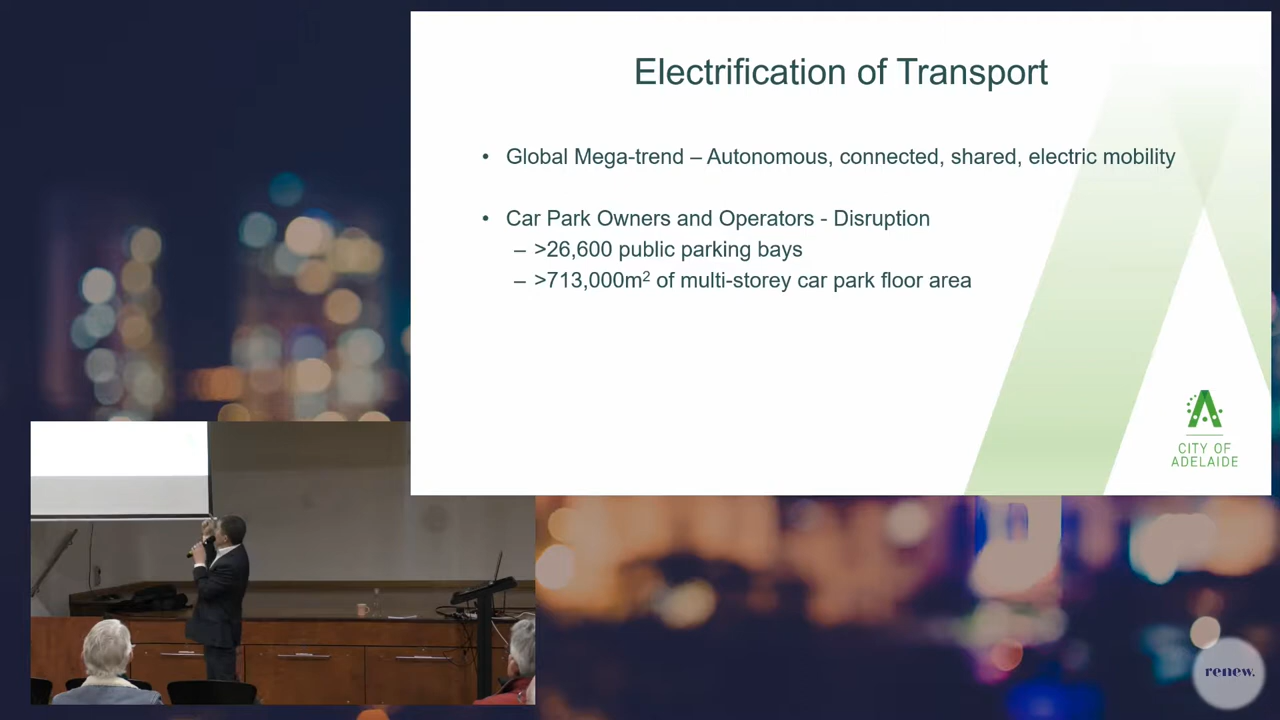 Electrification of Transport
• Global Mega-trend – Autonomous, connected, shared, electric mobility
• Car Park Owners and Operators - Disruption
– >26,600 public parking bays
– >713,000m² of multi-storey car park floor area
CITY OF
ADELAIDE
renew.